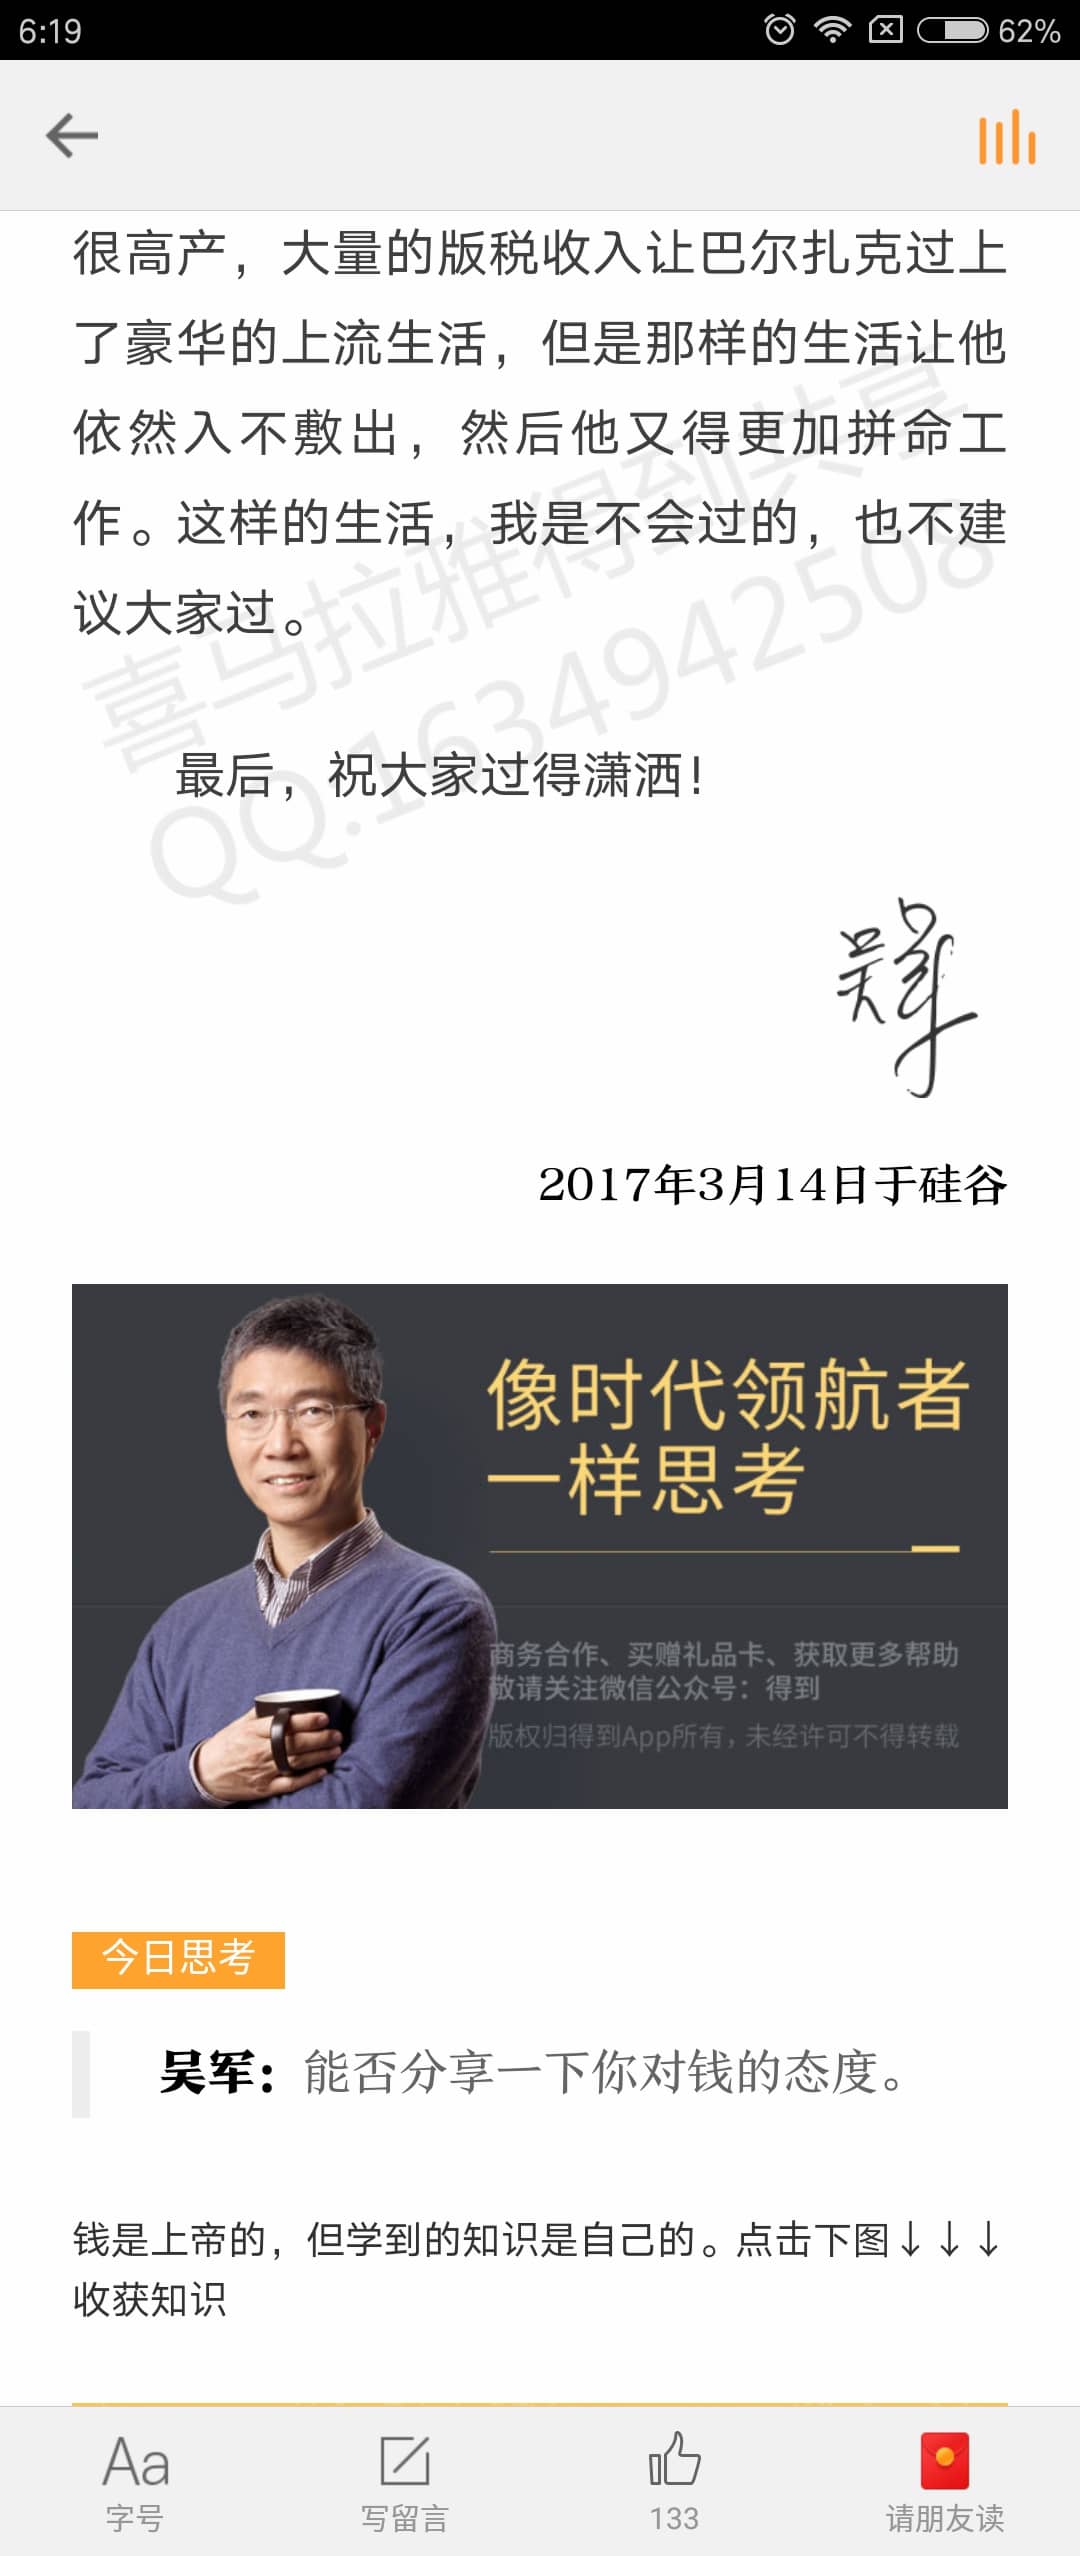 6:19
62%
很高产，大量的版税收入让巴尔扎克过上
了豪华的上流生活，但是那样的生活让他
依然入不敷出，然后他又得更加拼命工
作。这样的生活，我是不会过的，也不建
议大家过。
喜马拉雅得到共享
QQ:1634942508
最后，祝大家过得潇洒！
吴军
2017年3月14日于硅谷
像时代领航者
一样思考
商务合作、买赠礼品卡、获取更多帮助
敬请关注微信公众号：得到
版权归得到App所有，未经许可不得转载
今日思考
吴军：能否分享一下你对钱的态度。
钱是上帝的，但学到的知识是自己的。点击下图↓↓↓
收获知识
Aa
字号
写留言
133
请朋友读